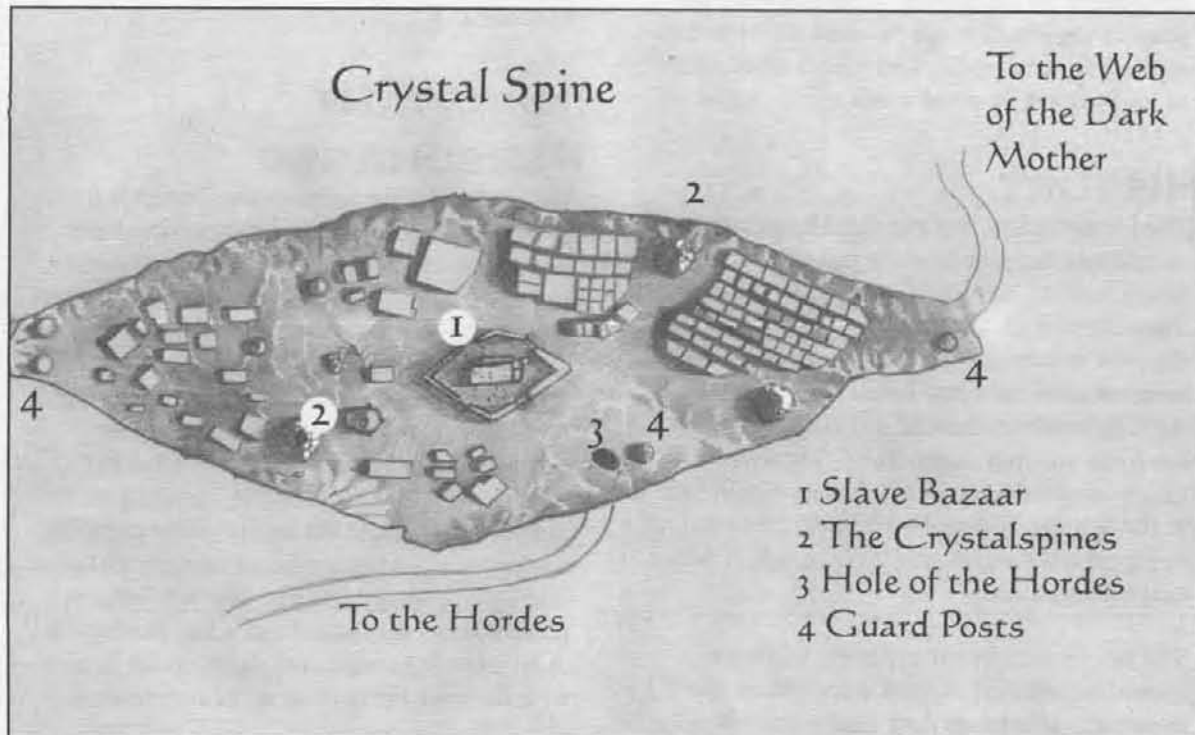 Crystal Spine
To the Web
of the Dark
Mother
2
1
4
2
3
4
4
To the Hordes
1 Slave Bazaar
2 The Crystalspines
3 Hole of the Hordes
4 Guard Posts